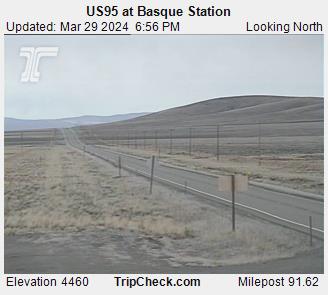 US95 at Basque Station
Updated: Mar 29 2024 6:56 PM Looking North
Elevation 4460 TripCheck.com Milepost 91.62